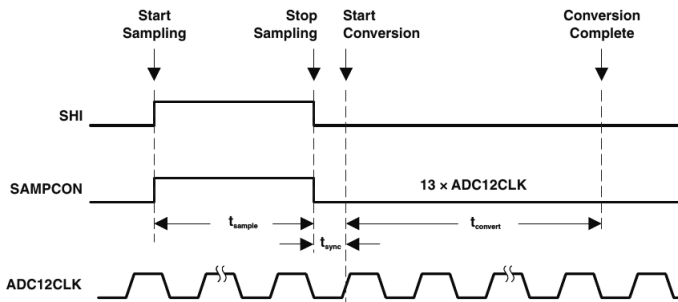 Start
Sampling
Stop
Sampling
Start
Conversion
Conversion
Complete
SHI
SAMPCON
13 × ADC12CLK
tsample
tsync
tconvert
ADC12CLK